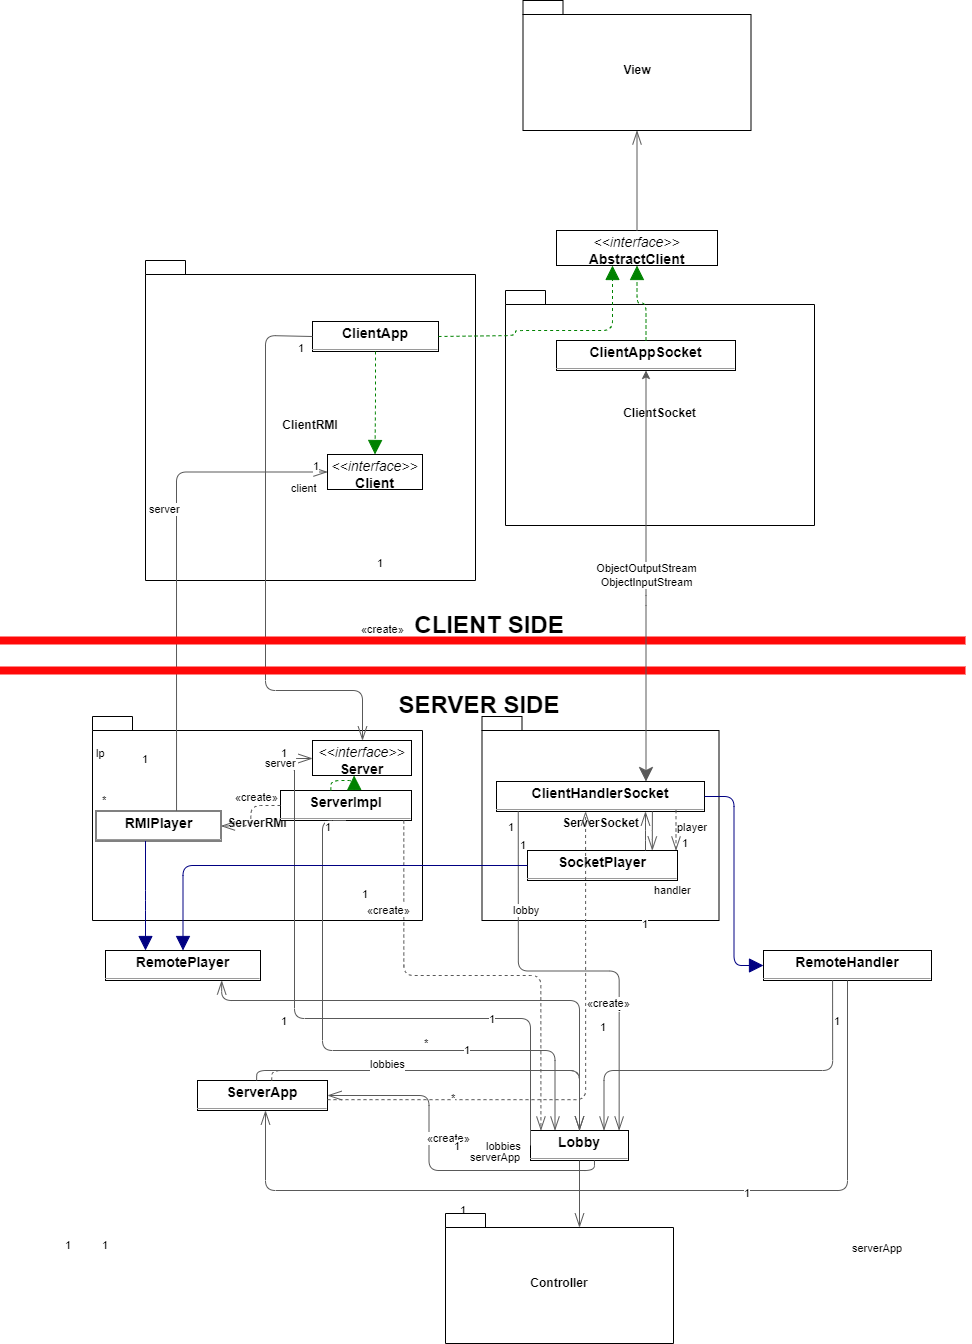 View
<<interface>>
AbstractClient
ClientApp
1
ClientAppSocket
ClientSocket
ClientRMI
1
<<interface>>
Client
client
server
1
ObjectOutputStream
ObjectInputStream
«create»
CLIENT SIDE
SERVER SIDE
lp
1
1
server
<<interface>>
Server
*
«create»
ServerImpl
ClientHandlerSocket
RMIPlayer
ServerRMI
1
1
ServerSocket
player
1
1
SocketPlayer
handler
1
«create»
lobby
1
RemotePlayer
RemoteHandler
«create»
1
1
1
1
*
1
lobbies
ServerApp
*
«create»
1
lobbies
serverApp
Lobby
1
1
1
1
serverApp
Controller